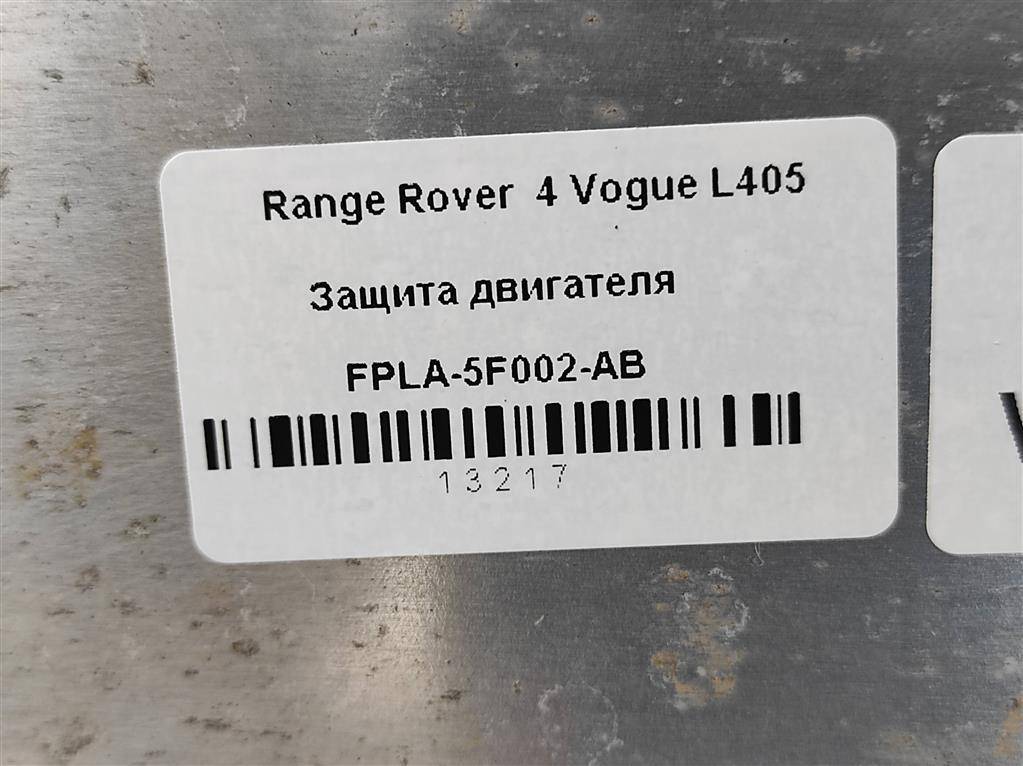 Range Rover 4 Vogue L405
Защита двигателя
FPLA-5F002-AB
13217